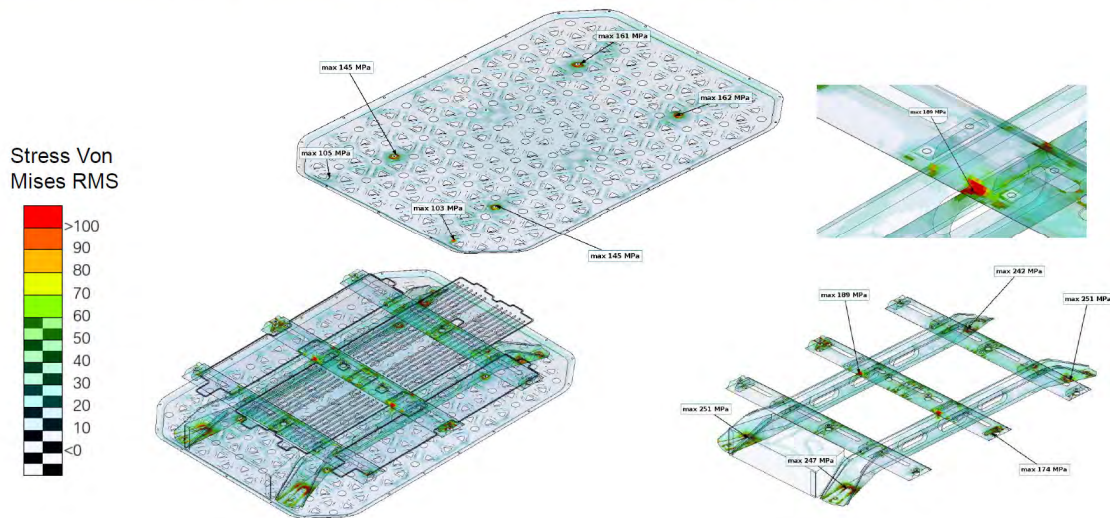 Stress Von
Mises RMS
>100
90
80
70
60
50
40
30
20
10
<0
max 161 MPa
max 145 MPa
max 162 MPa
max 105 MPa
max 103 MPa
max 145 MPa
max 189 MPa
max 242 MPa
max 189 MPa
max 251 MPa
max 251 MPa
max 247 MPa
max 174 MPa